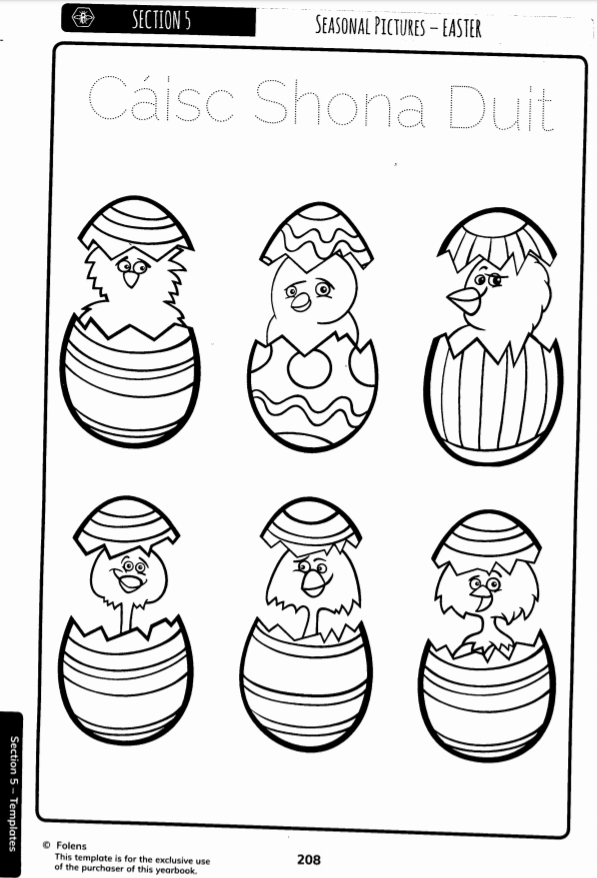 SECTION 5
SEASONAL PICTURES – EASTER
Cáisc Shona Duit
Section 5 – Templates
© Folens
This template is for the exclusive use
of the purchaser of this yearbook.
208